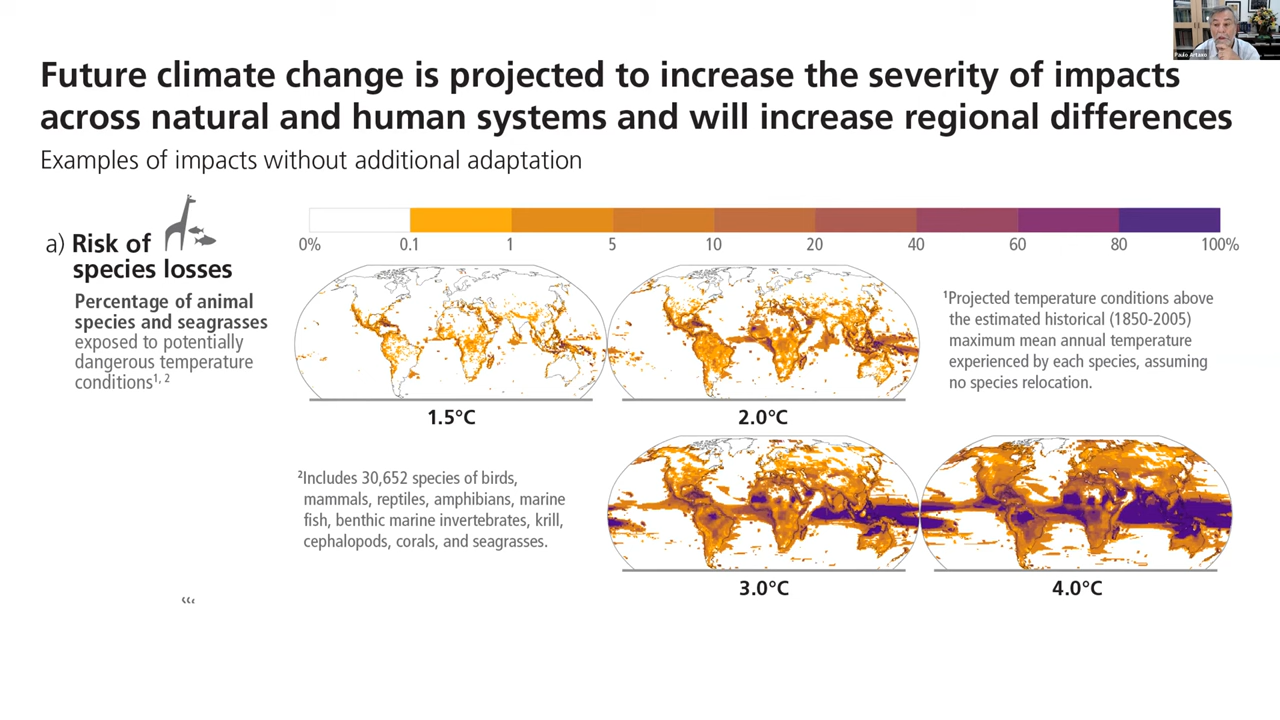 Future climate change is projected to increase the severity of impacts
across natural and human systems and will increase regional differences
Examples of impacts without additional adaptation
a) Risk of
species losses
Percentage of animal
species and seagrasses
exposed to potentially
dangerous temperature
conditions¹, ²
0% 0.1 1 5 10 20 40 60 80 100%
1.5°C
2.0°C
¹Projected temperature conditions above
the estimated historical (1850-2005)
maximum mean annual temperature
experienced by each species, assuming
no species relocation.
²Includes 30,652 species of birds,
mammals, reptiles, amphibians, marine
fish, benthic marine invertebrates, krill,
cephalopods, corals, and seagrasses.
3.0°C
4.0°C
Paulo Artaxo